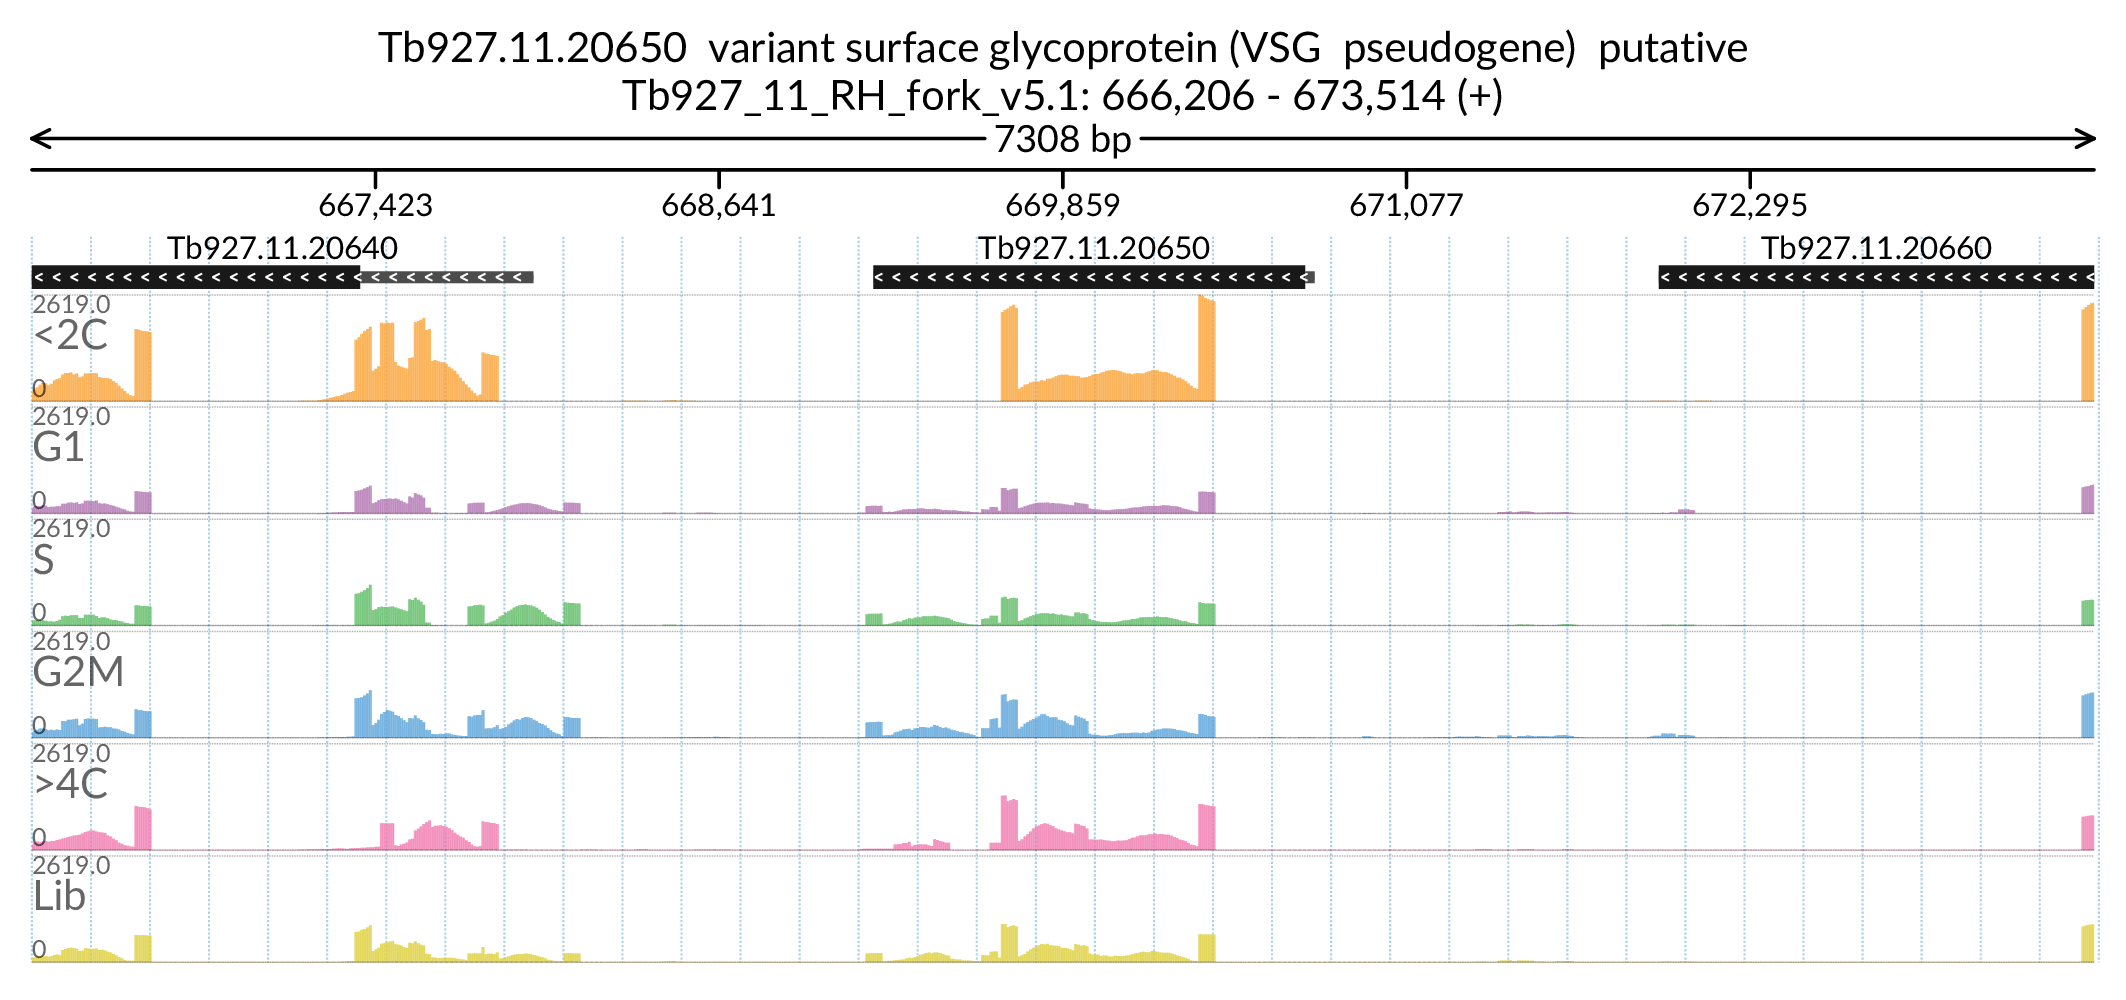 Tb927.11.20650 variant surface glycoprotein (VSG pseudogene) putative
Tb927_11_RH_fork_v5.1: 666,206 - 673,514 (+)
7308 bp
667,423 668,641 669,859 671,077 672,295
Tb927.11.20640 Tb927.11.20650 Tb927.11.20660
2619.0
<2C
0
2619.0
G1
0
2619.0
S
0
2619.0
G2M
0
2619.0
>4C
0
2619.0
Lib
0